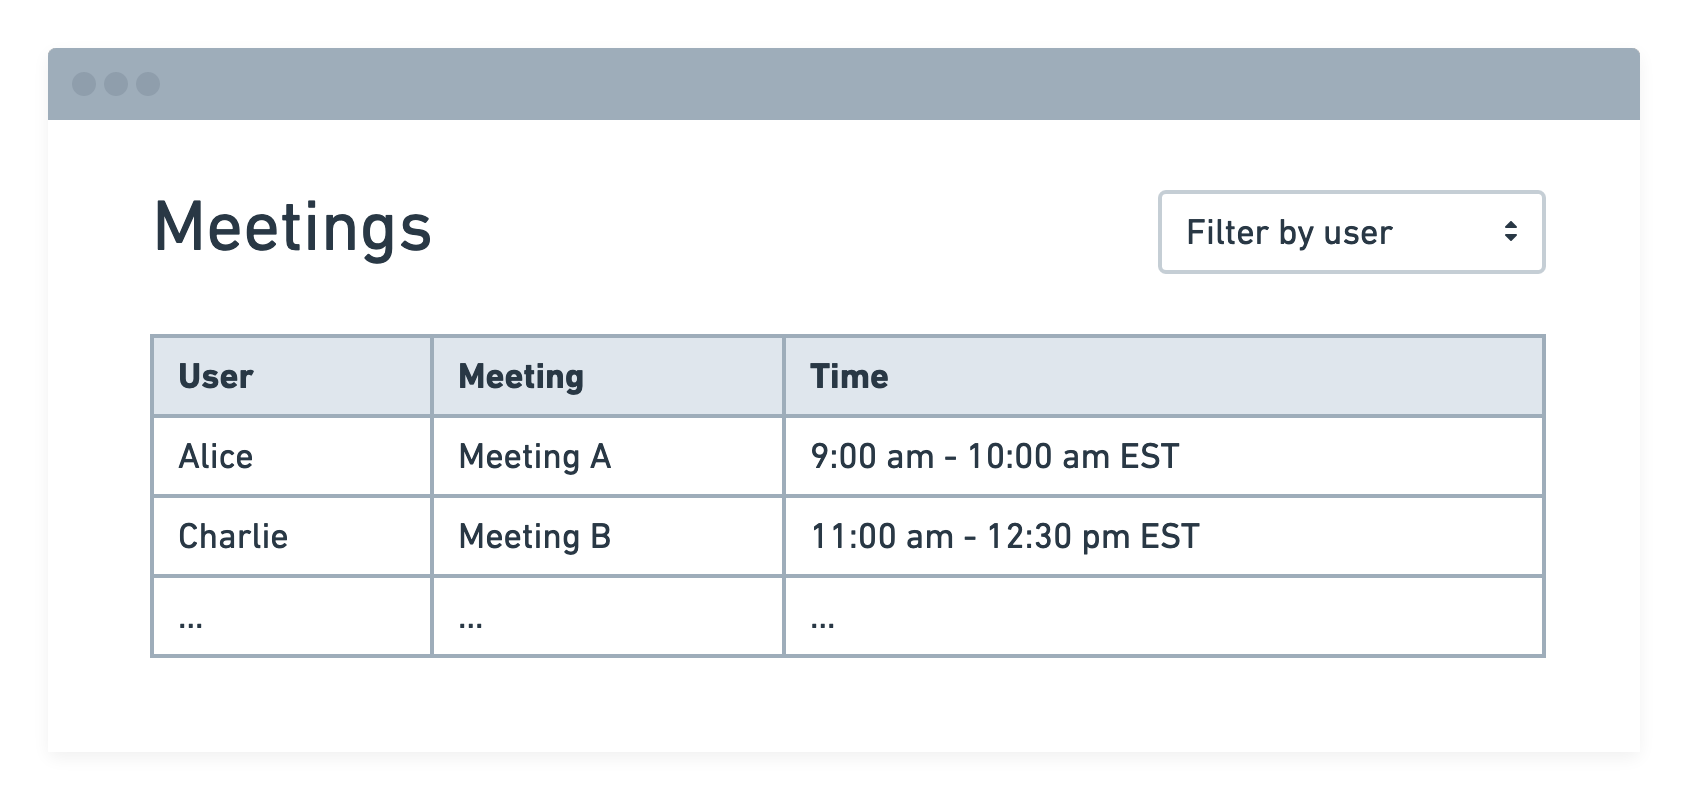 Meetings
Filter by user
User Meeting Time
Alice Meeting A 9:00 am - 10:00 am EST
Charlie Meeting B 11:00 am - 12:30 pm EST
... ... ...